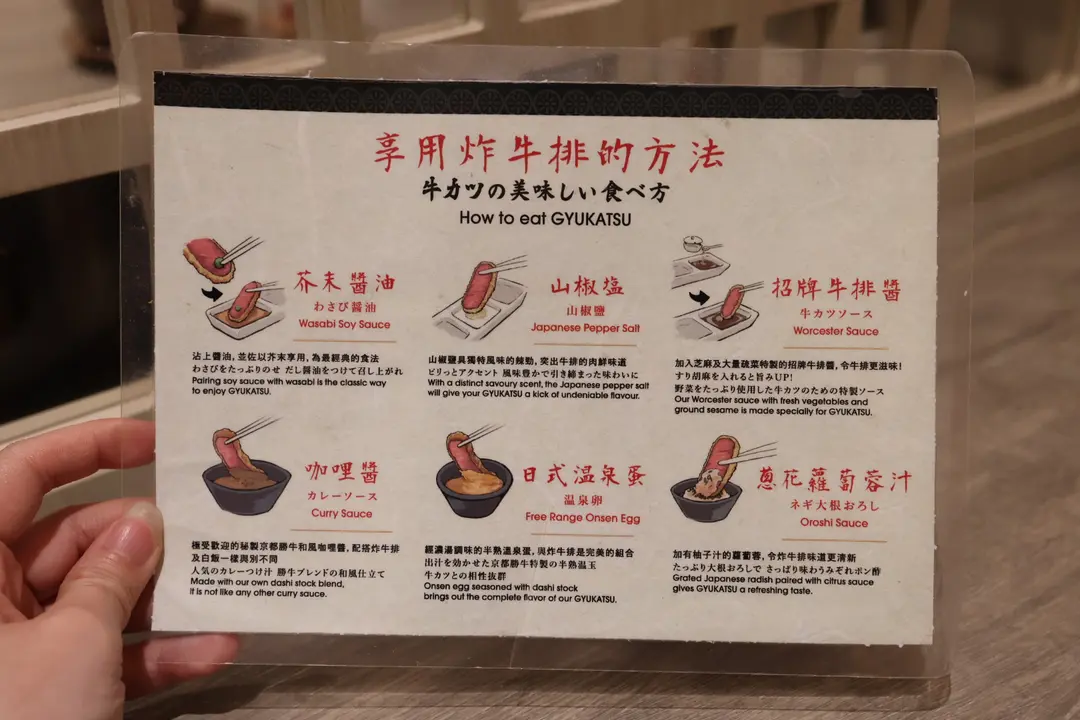 享用炸牛排的方法
牛カツの美味しい食べ方
How to eat GYUKATSU
芥末醬油
わさび醤油
Wasabi Soy Sauce
沾上醬油，並佐以芥末享用，為最經典的食法
わさびをたっぷりのせ だし醤油をつけて召し上がれ
Pairing soy sauce with wasabi is the classic way
to enjoy GYUKATSU.
山椒塩
山椒鹽
Japanese Pepper Salt
山椒鹽具獨特風味的辣勁，突出牛排的肉鮮味道
ピリッとアクセント 風味豊かで引き締まった味わいに
With a distinct savoury scent, the Japanese pepper salt
will give your GYUKATSU a kick of undeniable flavour.
招牌牛排醬
牛カツソース
Worcester Sauce
加入芝麻及大量蔬菜特製的招牌牛排醬，令牛排更滋味！
すり胡麻を入れると旨みUP!
野菜をたっぷり使用した牛カツのための特製ソース
Our Worcester sauce with fresh vegetables and
ground sesame is made specially for GYUKATSU.
咖哩醬
カレーソース
Curry Sauce
極受歡迎的秘製京都勝牛和風咖哩醬，配搭炸牛排
及白飯一樣與別不同
人気のカレーつけ汁 勝牛ブレンドの和風仕立て
Made with our own dashi stock blend,
it is not like any other curry sauce.
日式温泉蛋
温泉卵
Free Range Onsen Egg
經濃湯調味的半熟溫泉蛋，與炸牛排是完美的組合
出汁を効かせた京都勝牛特製の半熟温玉
牛カツとの相性抜群
Onsen egg seasoned with dashi stock
brings out the complete flavor of our GYUKATSU.
蔥花蘿蔔蓉汁
ネギ大根おろし
Oroshi Sauce
加有柚子汁的蘿蔔蓉，令炸牛排味道更清新
たっぷり大根おろしで さっぱり味わうみぞれポン酢
Grated Japanese radish paired with citrus sauce
gives GYUKATSU a refreshing taste.